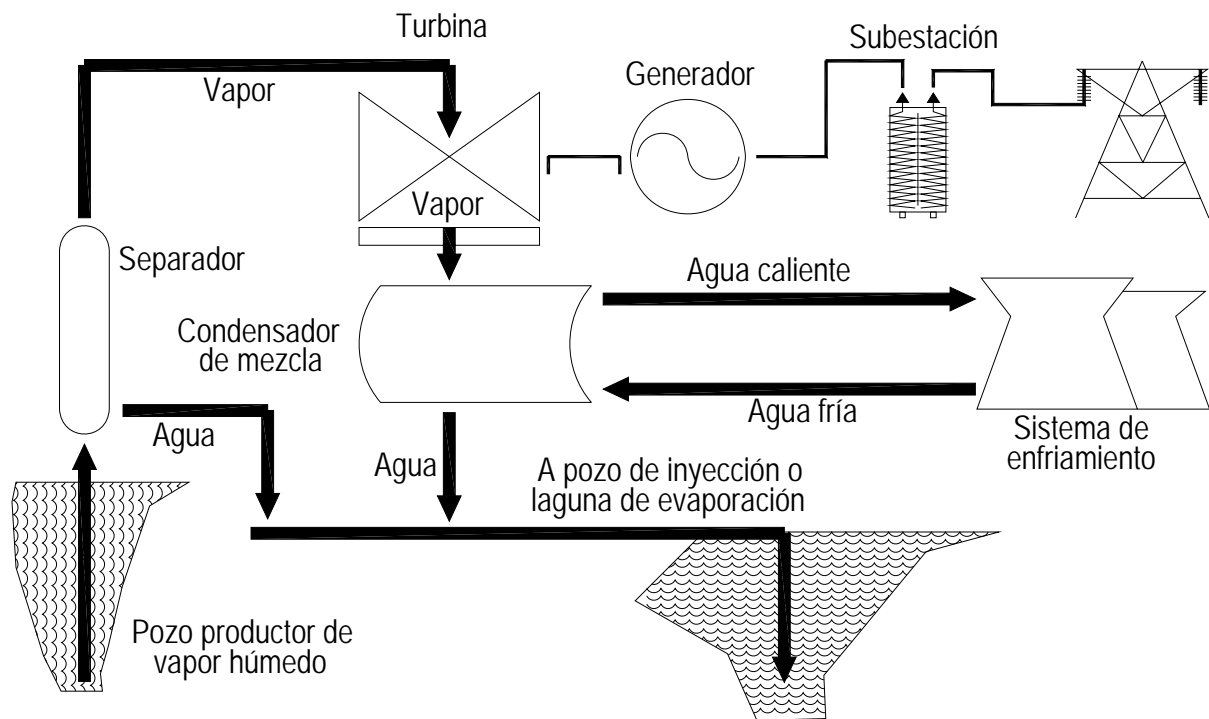 Turbina
Subestación
Generador
Vapor
Vapor
Separador
Agua caliente
Condensador
de mezcla
Agua fría
Agua
Sistema de
enfriamiento
Agua
A pozo de inyección o
laguna de evaporación
Pozo productor de
vapor húmedo